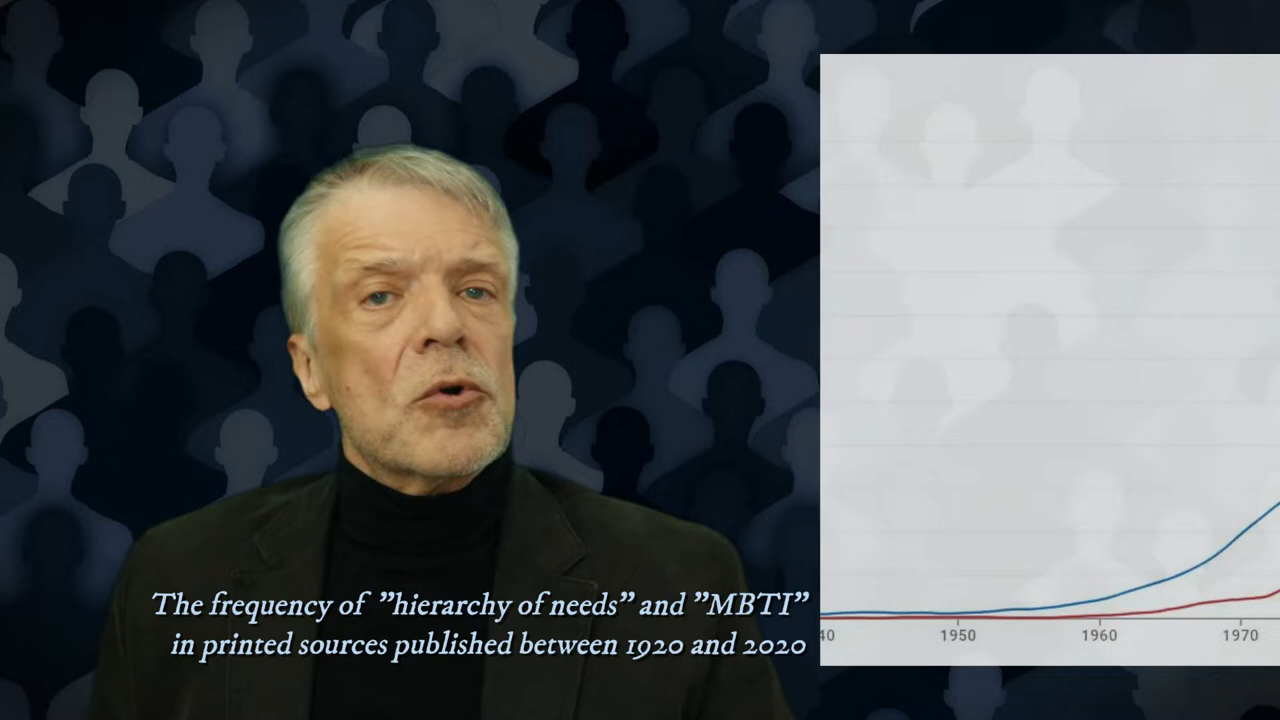 The frequency of "hierarchy of needs" and "MBTI"
in printed sources published between 1920 and 2020
40 1950 1960 1970